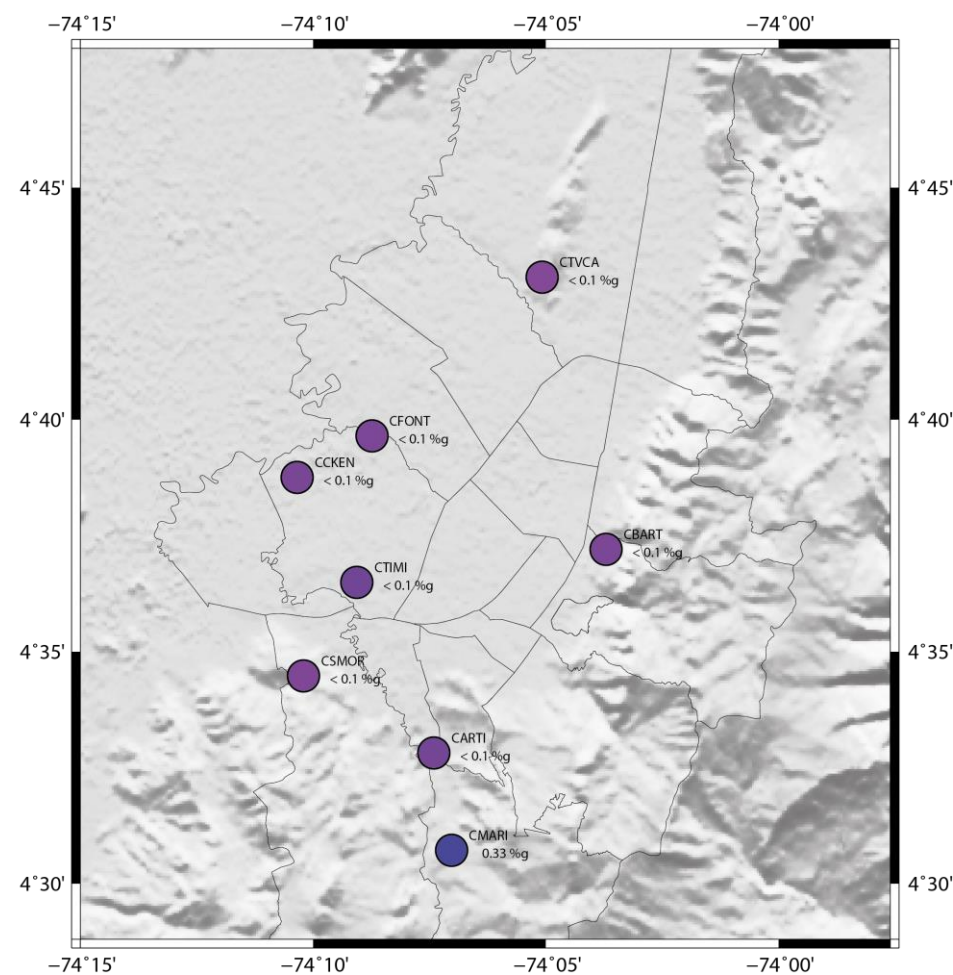 −74˚15' −74˚10' −74˚05' −74˚00'
4˚45' 4˚45'
CTVCA
< 0.1 %g
4˚40' 4˚40'
CFONT
< 0.1 %g
CCKEN
< 0.1 %g
CBART
< 0.1 %g
CTIMI
< 0.1 %g
4˚35' 4˚35'
CSMOR
< 0.1 %g
CARTI
< 0.1 %g
CMARI
0.33 %g
4˚30' 4˚30'
−74˚15' −74˚10' −74˚05' −74˚00'